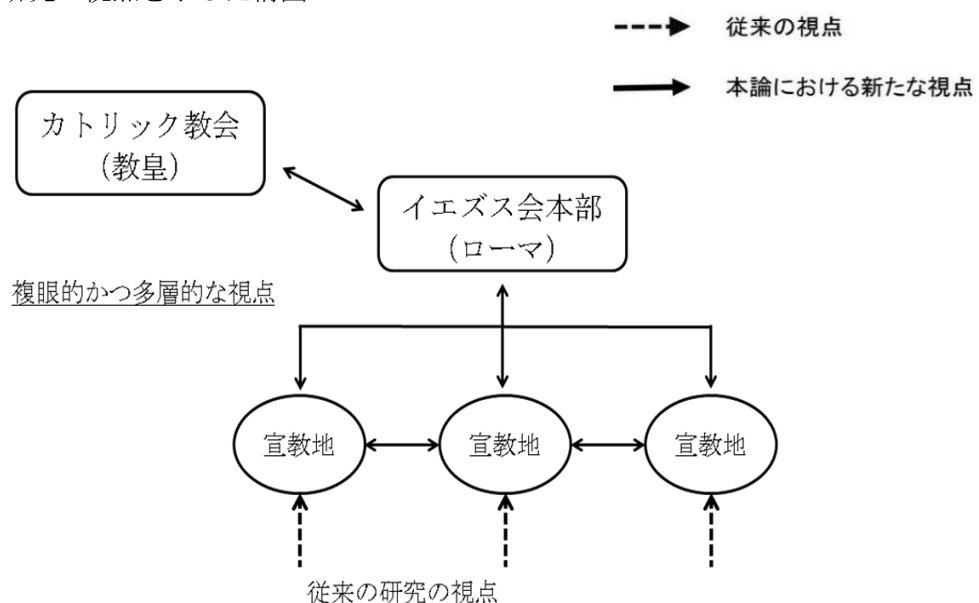 従来の視点
本論における新たな視点
カトリック教会
(教皇)
イエズス会本部
(ローマ)
複眼的かつ多層的な視点
宣教地
宣教地
宣教地
従来の研究の視点